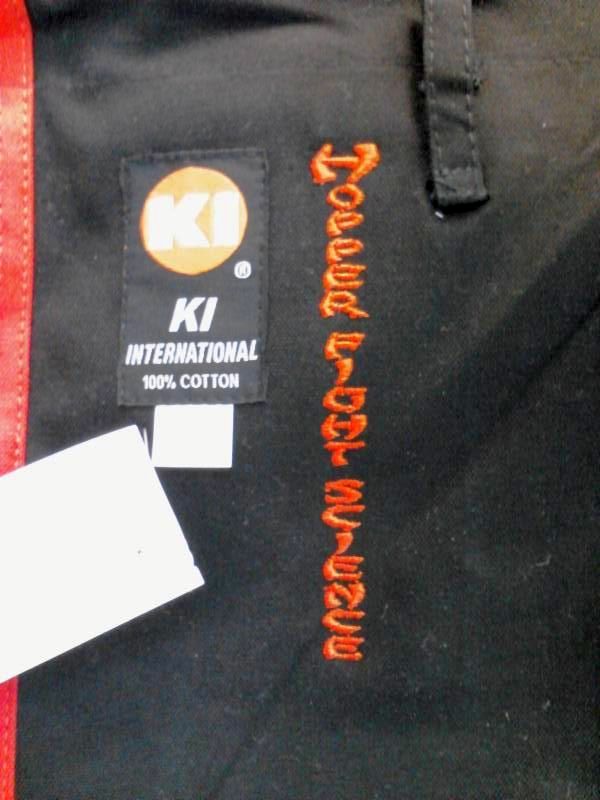 KI
®
KI
INTERNATIONAL
100% COTTON
HOPPER FIGHT SCIENCE